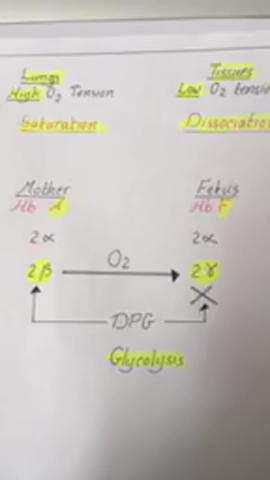 Lungs Tissues
High O₂ Tension Low O₂ tensio
Saturation Dissociation
Mother Fetus
Hb A Hb F
2α 2α
O₂
2β 2γ
DPG
Glycolysis